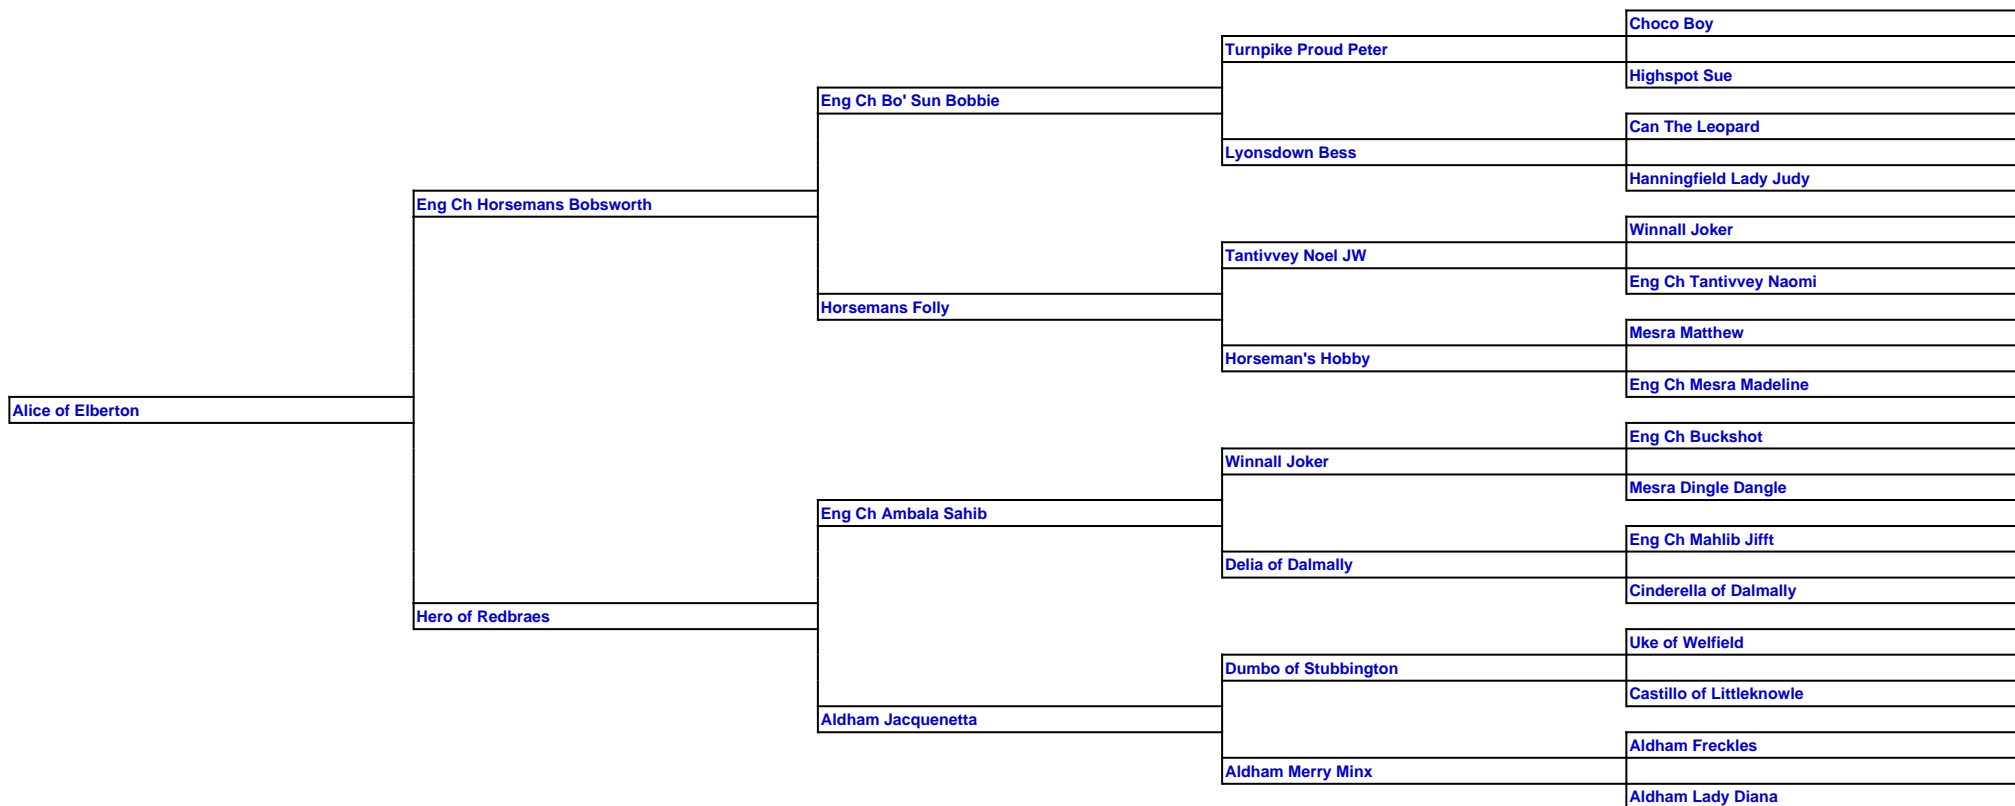 Choco Boy
Turnpike Proud Peter
Highspot Sue
Eng Ch Bo' Sun Bobbie
Can The Leopard
Lyonsdown Bess
Hanningfield Lady Judy
Eng Ch Horsemans Bobsworth
Winnall Joker
Tantivvey Noel JW
Eng Ch Tantivvey Naomi
Horsemans Folly
Mesra Matthew
Horseman's Hobby
Eng Ch Mesra Madeline
Alice of Elberton
Eng Ch Buckshot
Winnall Joker
Mesra Dingle Dangle
Eng Ch Ambala Sahib
Eng Ch Mahlib Jifft
Delia of Dalmally
Cinderella of Dalmally
Hero of Redbraes
Uke of Welfield
Dumbo of Stubbington
Castillo of Littleknowle
Aldham Jacquenetta
Aldham Freckles
Aldham Merry Minx
Aldham Lady Diana